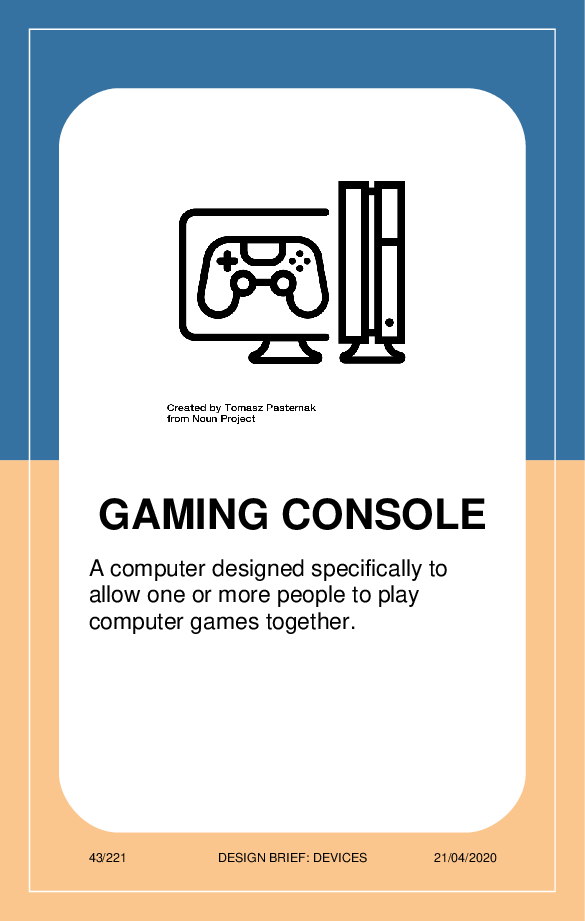 Created by Tomasz Pasternak
from Noun Project
GAMING CONSOLE
A computer designed specifically to
allow one or more people to play
computer games together.
43/221 DESIGN BRIEF: DEVICES 21/04/2020